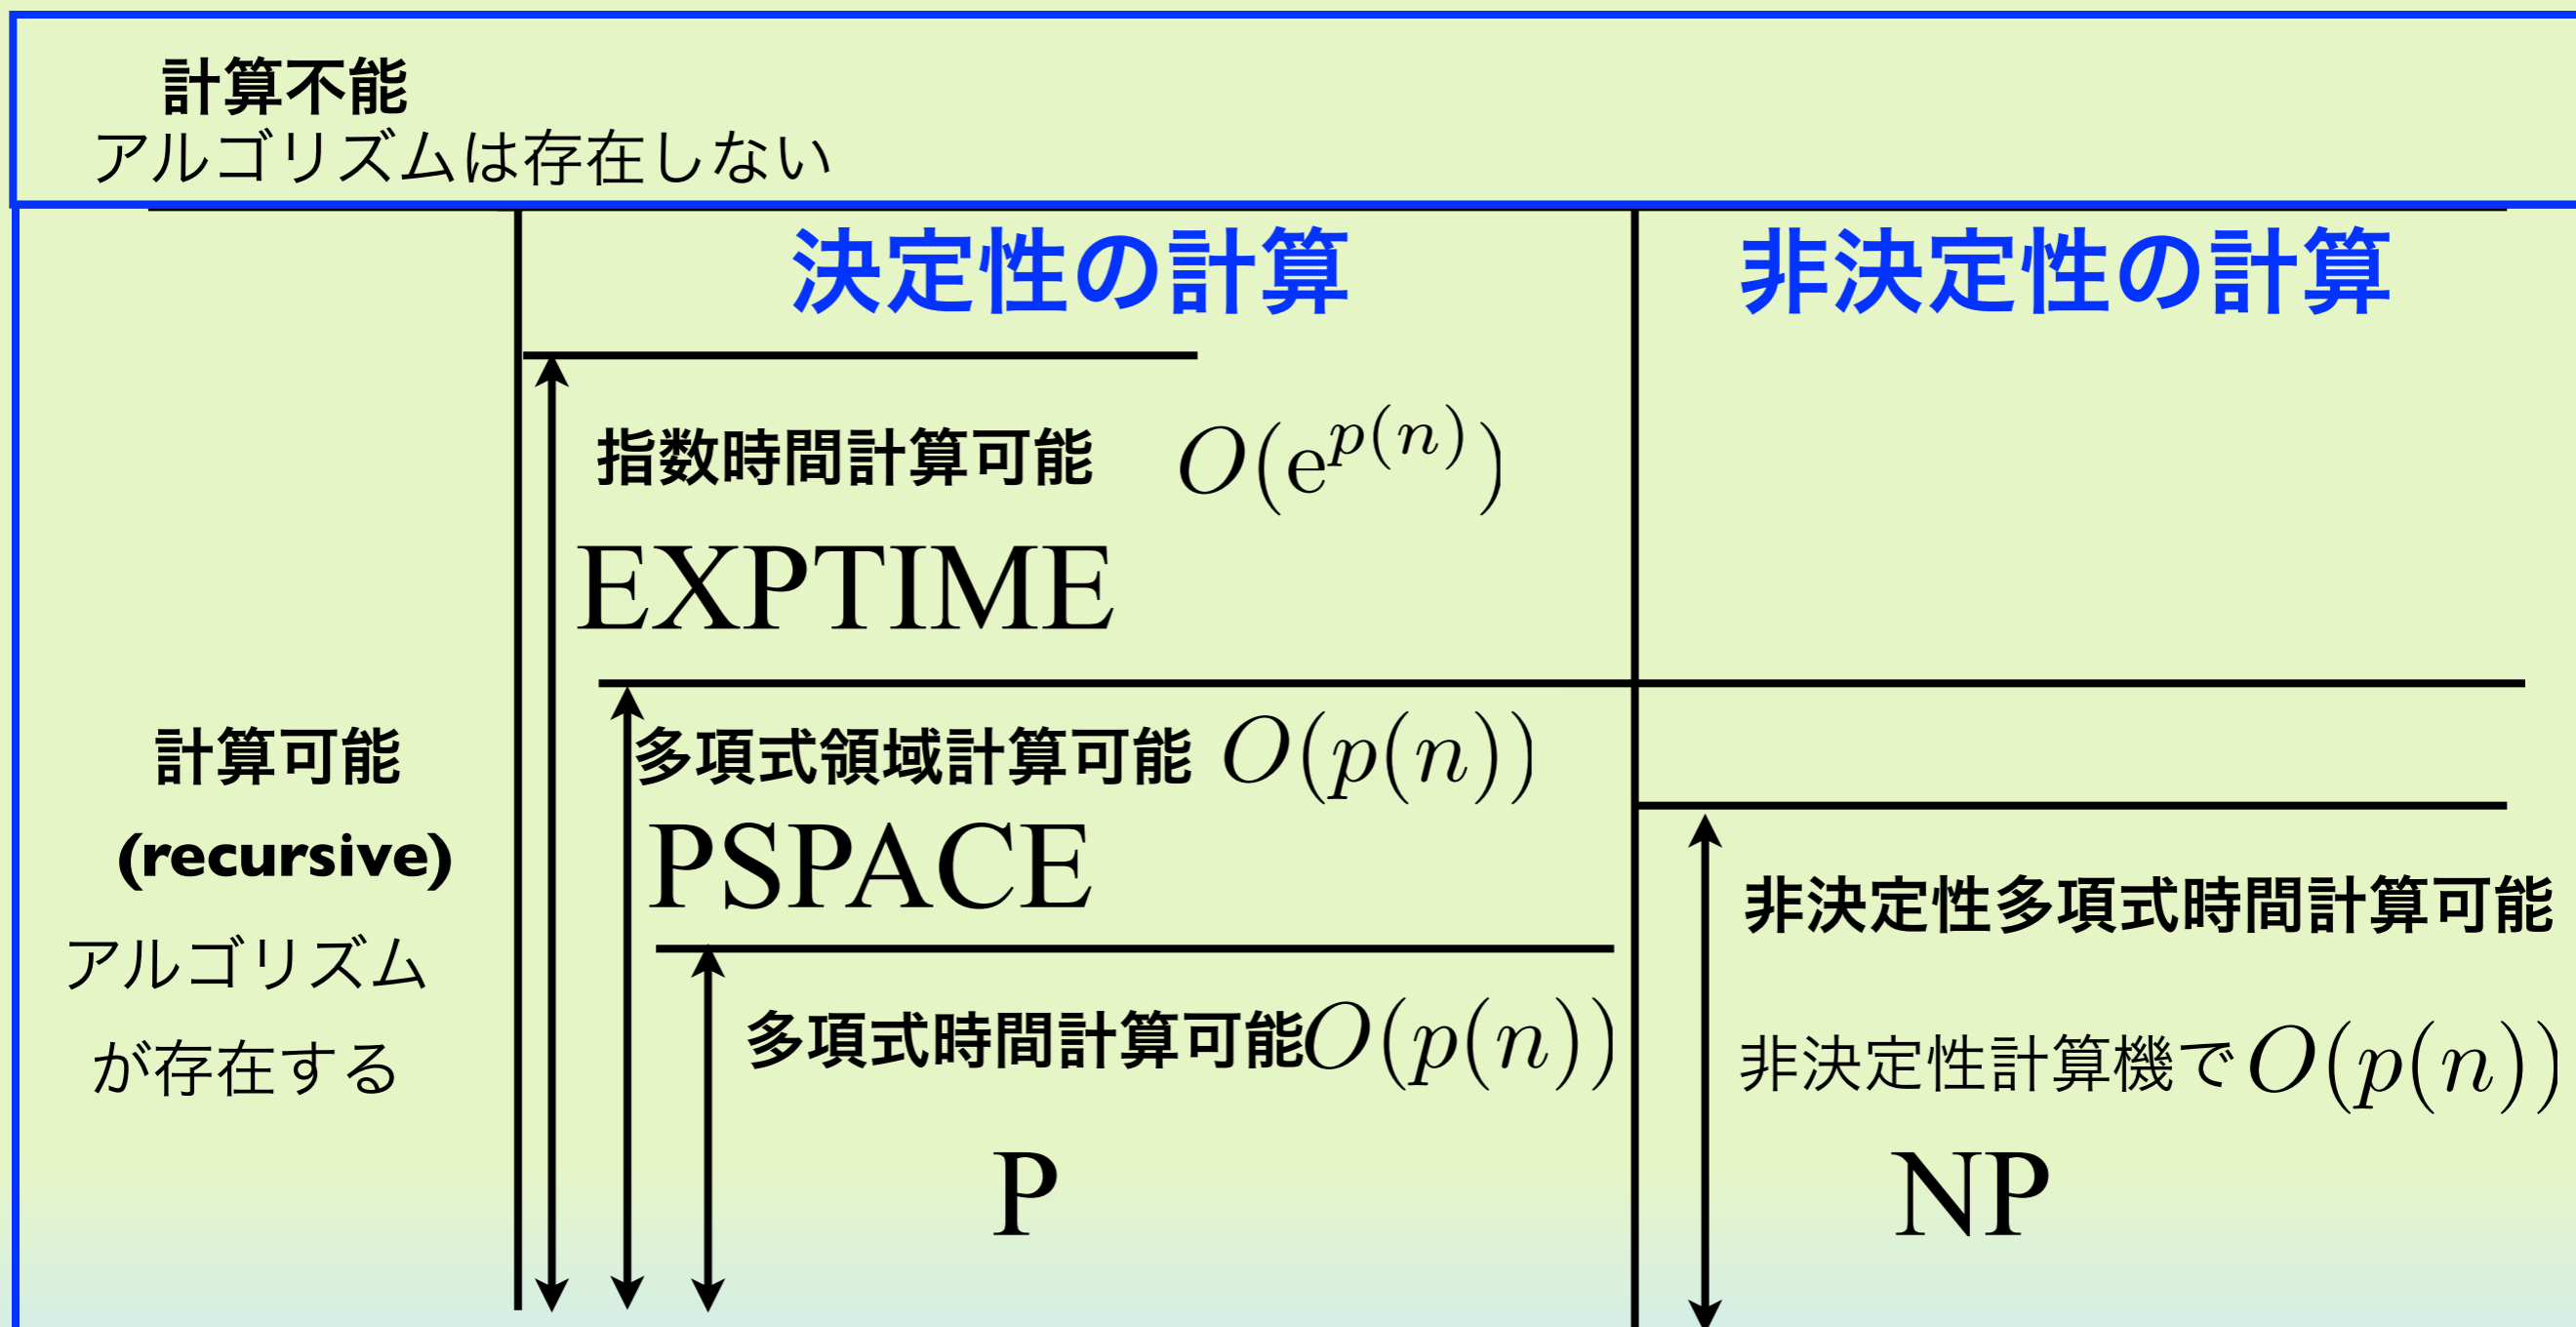 計算不能
アルゴリズムは存在しない
決定性の計算
非決定性の計算
指数時間計算可能 O(e^{p(n)})
EXPTIME
計算可能
(recursive)
アルゴリズム
が存在する
多項式領域計算可能 O(p(n))
PSPACE
多項式時間計算可能O(p(n))
P
非決定性多項式時間計算可能
非決定性計算機でO(p(n))
NP